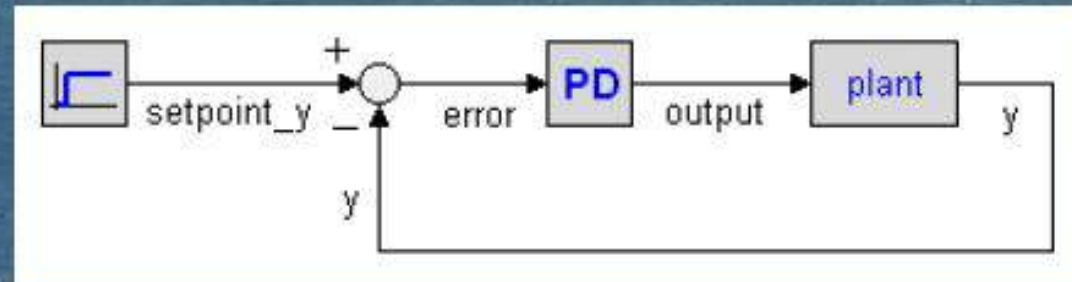 +
PD
plant
setpoint_y
–
error
output
y
y